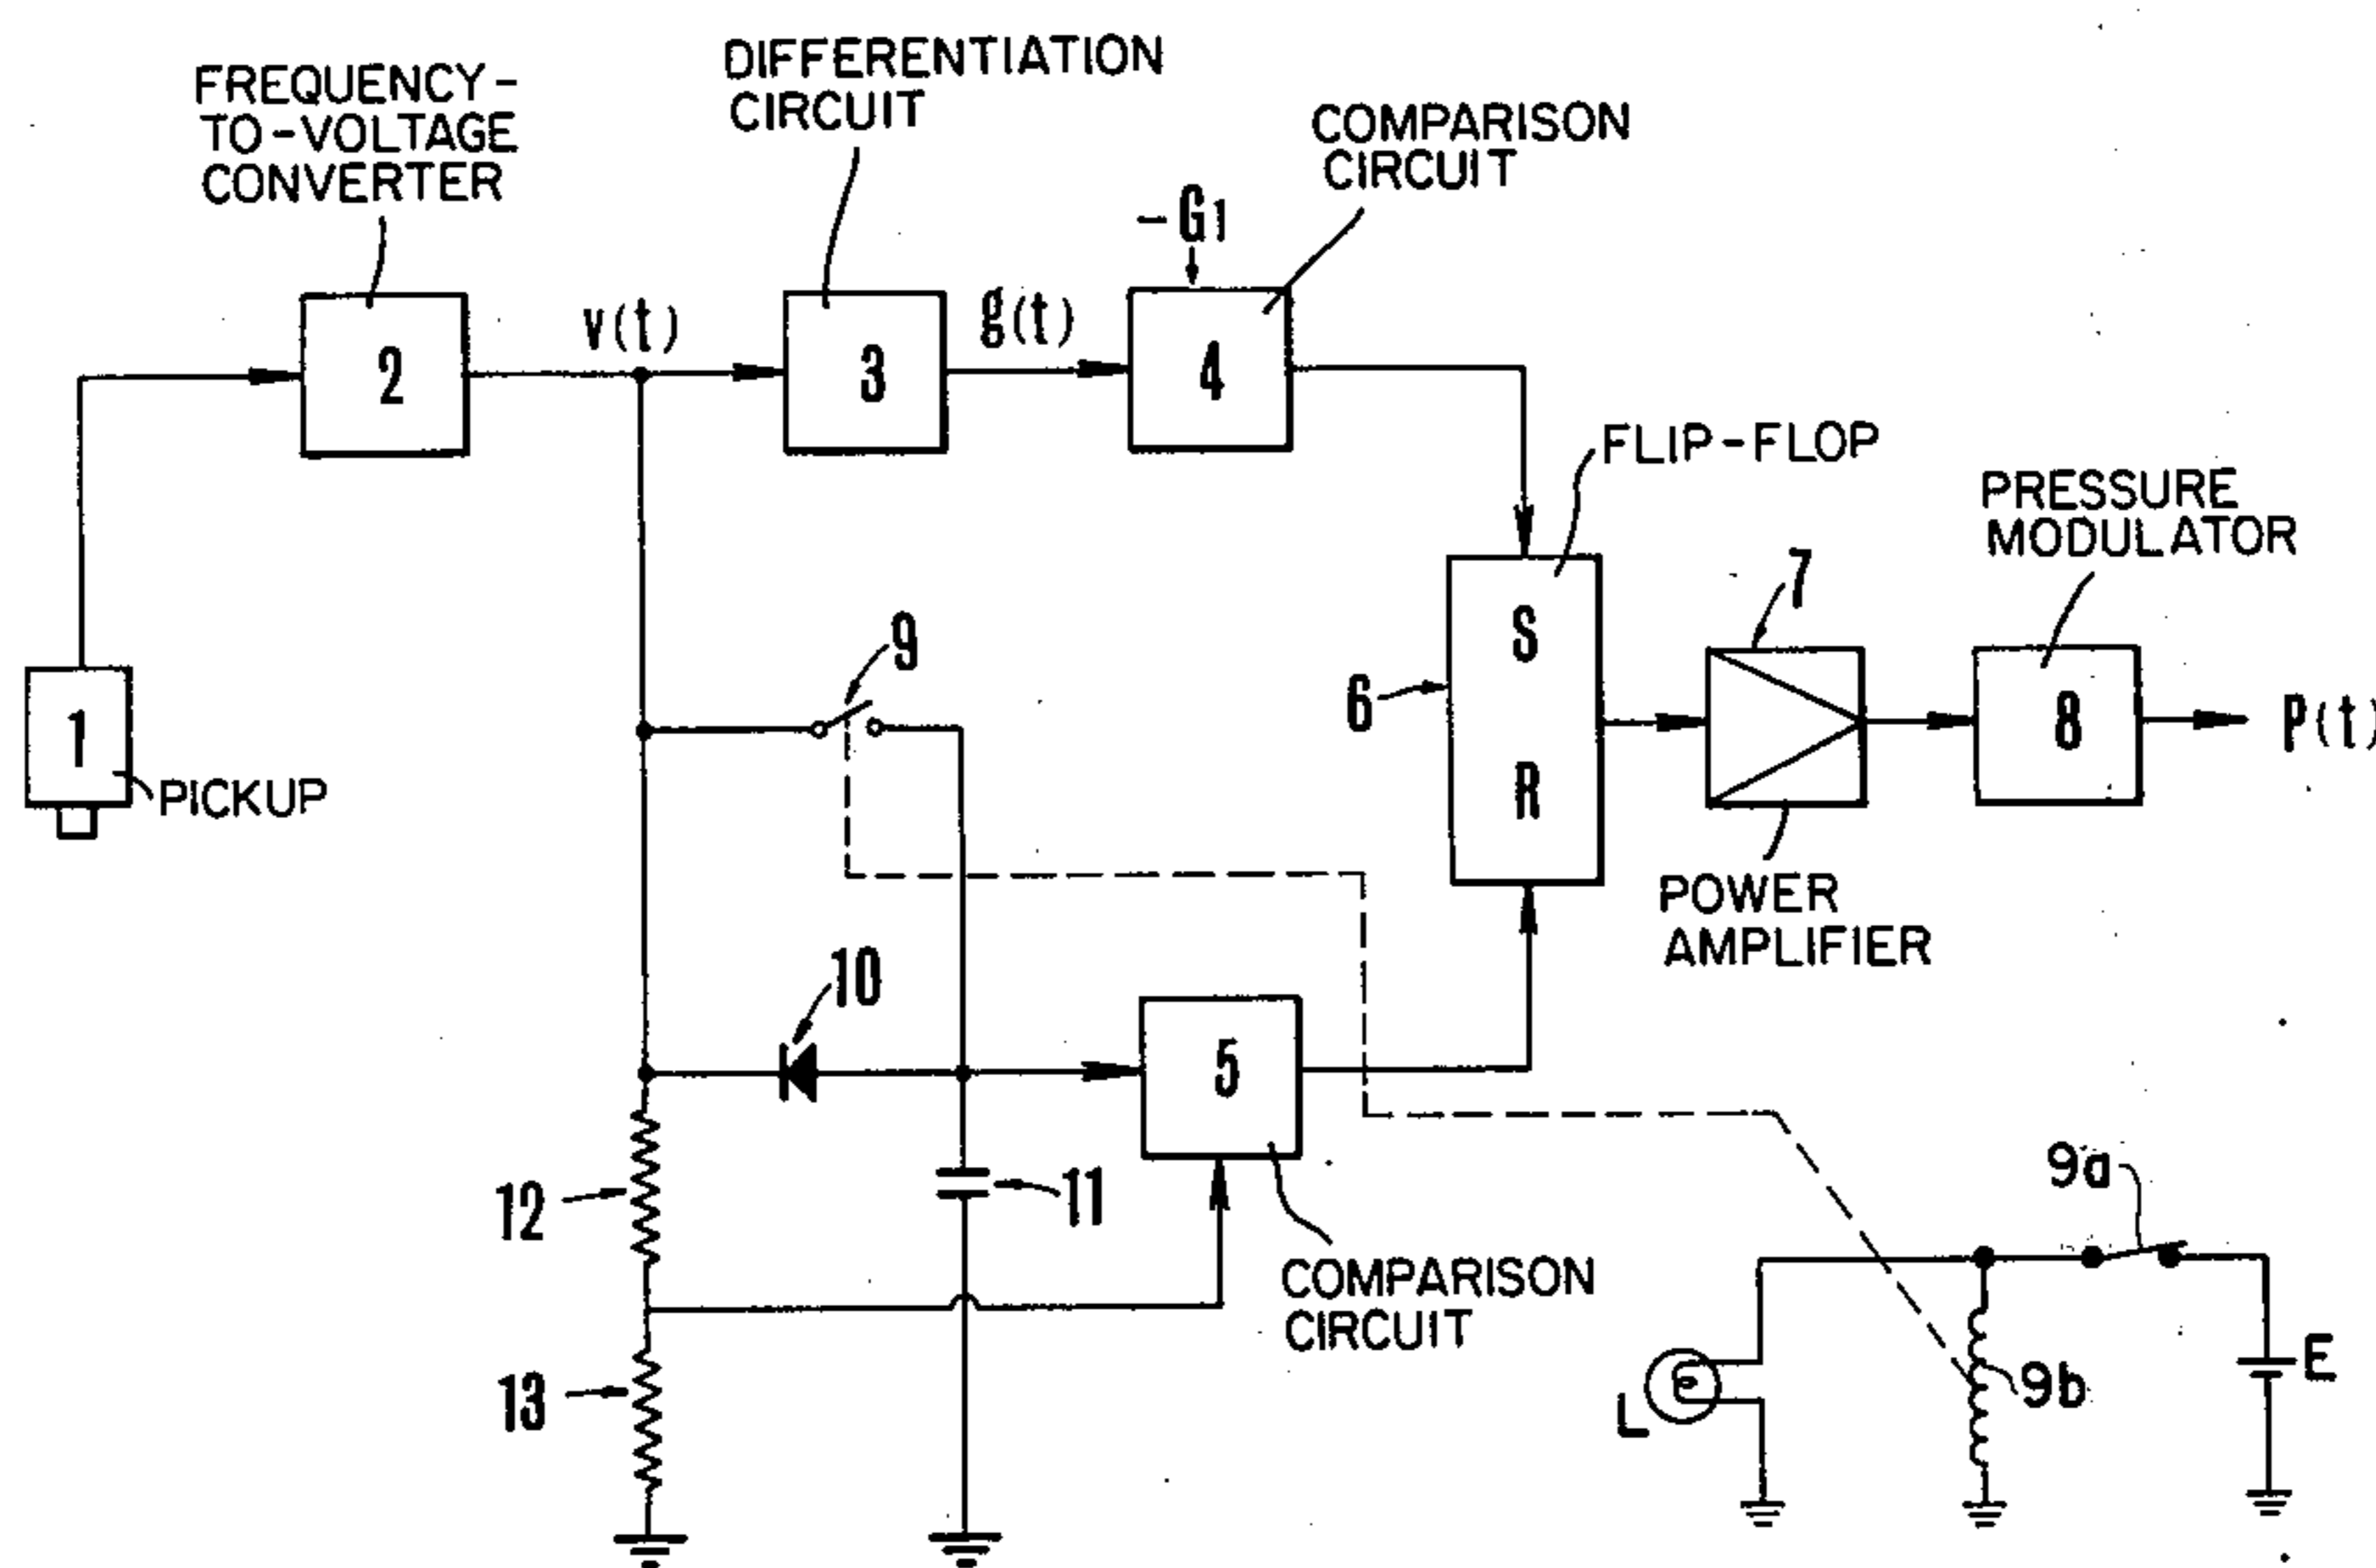 FREQUENCY-
TO-VOLTAGE
CONVERTER
DIFFERENTIATION
CIRCUIT
COMPARISON
CIRCUIT
-G1
v(t)
g(t)
2
3
4
FLIP-FLOP
PRESSURE
MODULATOR
1
PICKUP
9
6
S
R
7
8
P(t)
POWER
AMPLIFIER
10
5
12
11
COMPARISON
CIRCUIT
13
9a
9b
L
E